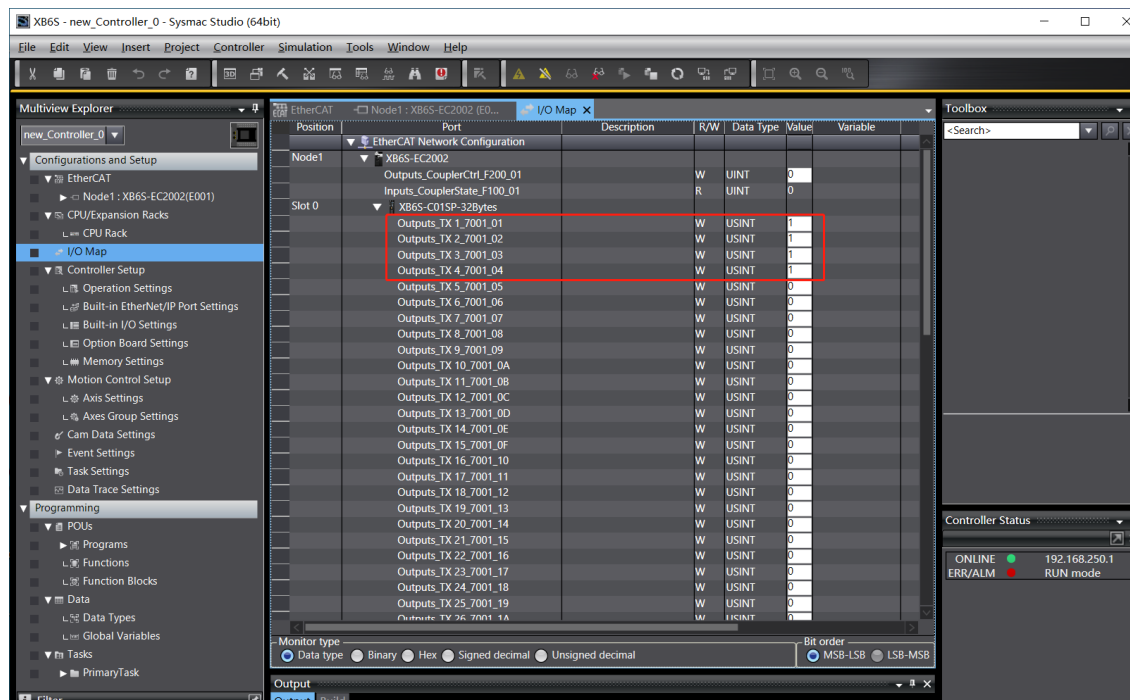 XB6S - new_Controller_0 - Sysmac Studio (64bit)
File Edit View Insert Project Controller Simulation Tools Window Help
Multiview Explorer
new_Controller_0
Configurations and Setup
EtherCAT
Node1 : XB6S-EC2002(E001)
CPU/Expansion Racks
CPU Rack
I/O Map
Controller Setup
Operation Settings
Built-in EtherNet/IP Port Settings
Built-in I/O Settings
Option Board Settings
Memory Settings
Motion Control Setup
Axis Settings
Axes Group Settings
Cam Data Settings
Event Settings
Task Settings
Data Trace Settings
Programming
POUs
Programs
Functions
Function Blocks
Data
Data Types
Global Variables
Tasks
PrimaryTask
Filter
EtherCAT Node1 : XB6S-EC2002 (E0... I/O Map
Position Port Description R/W Data Type Value Variable
EtherCAT Network Configuration
Node1 XB6S-EC2002
Outputs_CouplerCtrl_F200_01 W UINT 0
Inputs_CouplerState_F100_01 R UINT 0
Slot 0 XB6S-C01SP-32Bytes
Outputs_TX 1_7001_01 W USINT 1
Outputs_TX 2_7001_02 W USINT 1
Outputs_TX 3_7001_03 W USINT 1
Outputs_TX 4_7001_04 W USINT 1
Outputs_TX 5_7001_05 W USINT 0
Outputs_TX 6_7001_06 W USINT 0
Outputs_TX 7_7001_07 W USINT 0
Outputs_TX 8_7001_08 W USINT 0
Outputs_TX 9_7001_09 W USINT 0
Outputs_TX 10_7001_0A W USINT 0
Outputs_TX 11_7001_0B W USINT 0
Outputs_TX 12_7001_0C W USINT 0
Outputs_TX 13_7001_0D W USINT 0
Outputs_TX 14_7001_0E W USINT 0
Outputs_TX 15_7001_0F W USINT 0
Outputs_TX 16_7001_10 W USINT 0
Outputs_TX 17_7001_11 W USINT 0
Outputs_TX 18_7001_12 W USINT 0
Outputs_TX 19_7001_13 W USINT 0
Outputs_TX 20_7001_14 W USINT 0
Outputs_TX 21_7001_15 W USINT 0
Outputs_TX 22_7001_16 W USINT 0
Outputs_TX 23_7001_17 W USINT 0
Outputs_TX 24_7001_18 W USINT 0
Outputs_TX 25_7001_19 W USINT 0
Outputs_TX 26_7001_1A W USINT 0
Monitor type
Data type Binary Hex Signed decimal Unsigned decimal
Bit order
MSB-LSB LSB-MSB
Output
Output Build
Toolbox
<Search>
Controller Status
ONLINE 192.168.250.1
ERR/ALM RUN mode